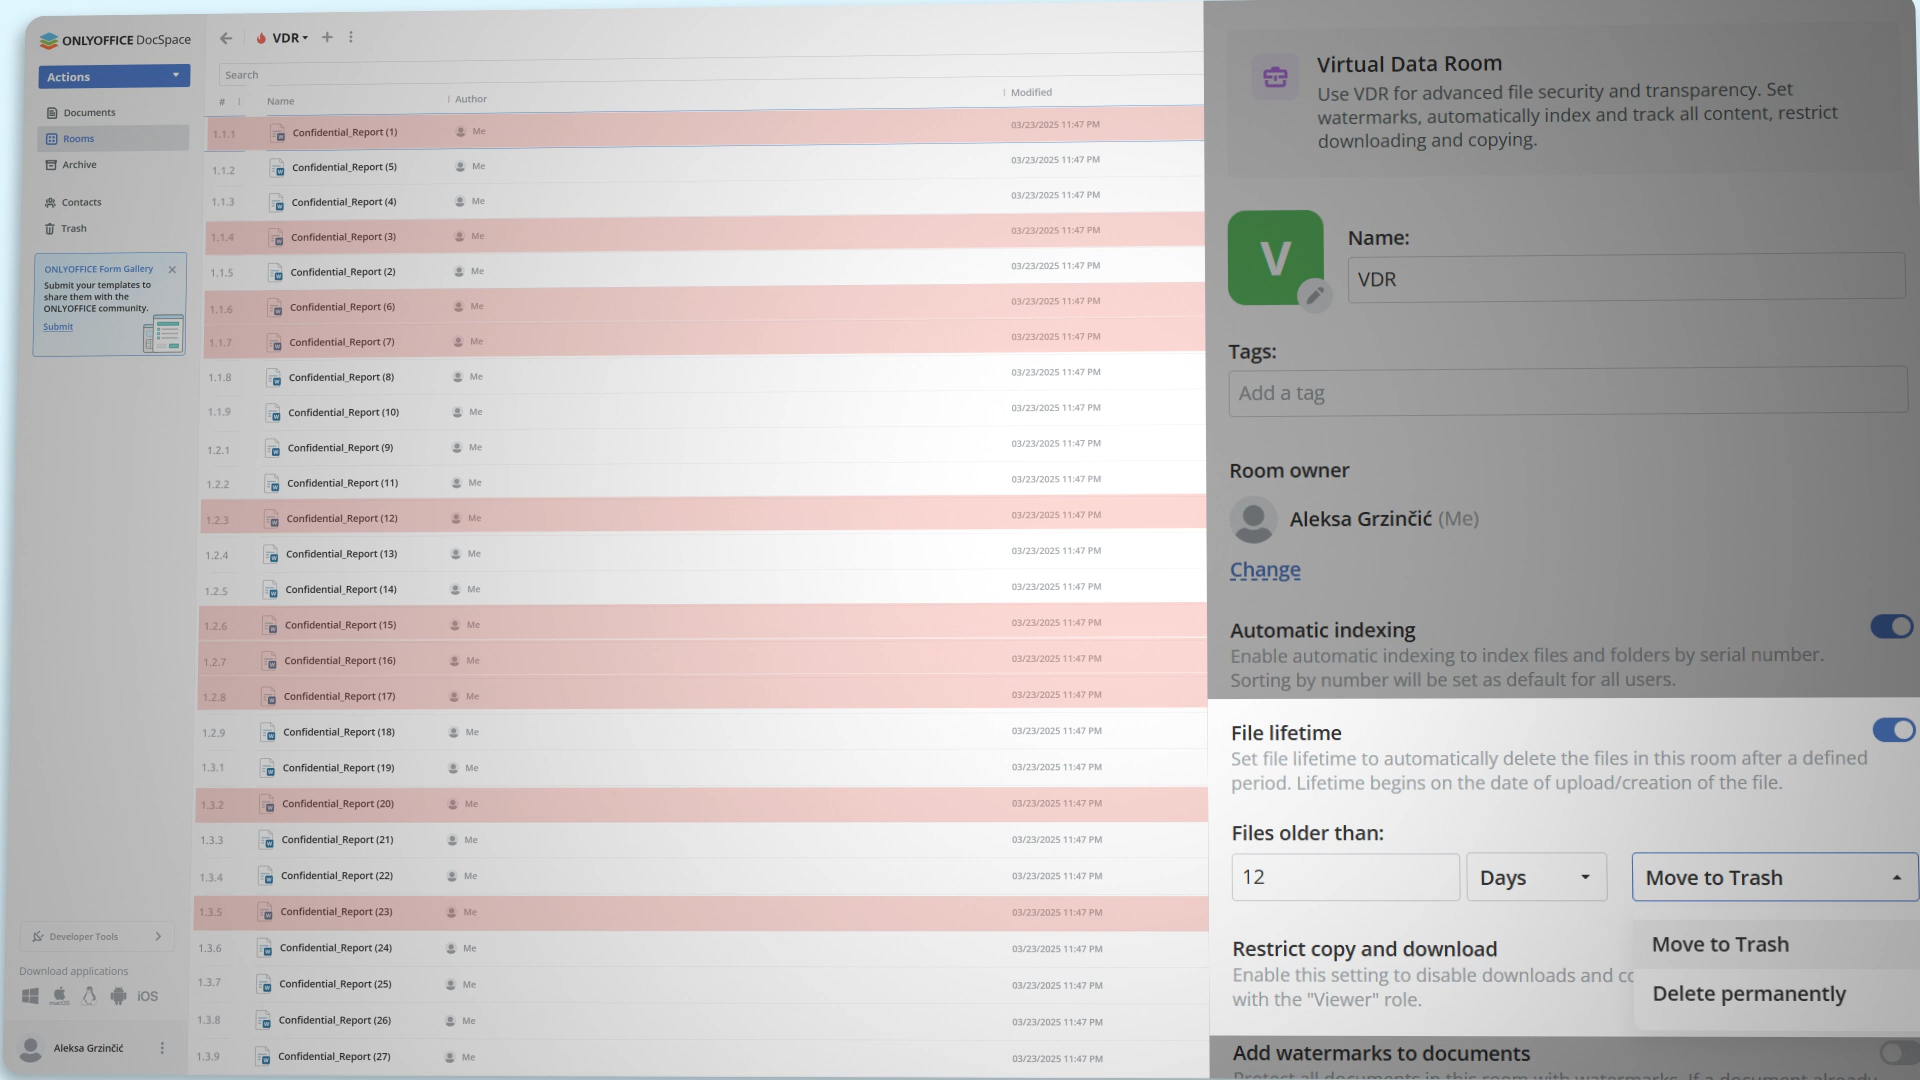 ONLYOFFICE DocSpace
Actions
Documents
Rooms
Archive
Contacts
Trash
ONLYOFFICE Form Gallery
Submit your templates to
share them with the
ONLYOFFICE community.
Submit
Developer Tools
Download applications
macOS
iOS
Aleksa Grzinčić
VDR
Search
# Name Author Modified
1.1.1 Confidential_Report (1) Me 03/23/2025 11:47 PM
1.1.2 Confidential_Report (5) Me 03/23/2025 11:47 PM
1.1.3 Confidential_Report (4) Me 03/23/2025 11:47 PM
1.1.4 Confidential_Report (3) Me 03/23/2025 11:47 PM
1.1.5 Confidential_Report (2) Me 03/23/2025 11:47 PM
1.1.6 Confidential_Report (6) Me 03/23/2025 11:47 PM
1.1.7 Confidential_Report (7) Me 03/23/2025 11:47 PM
1.1.8 Confidential_Report (8) Me 03/23/2025 11:47 PM
1.1.9 Confidential_Report (10) Me 03/23/2025 11:47 PM
1.2.1 Confidential_Report (9) Me 03/23/2025 11:47 PM
1.2.2 Confidential_Report (11) Me 03/23/2025 11:47 PM
1.2.3 Confidential_Report (12) Me 03/23/2025 11:47 PM
1.2.4 Confidential_Report (13) Me 03/23/2025 11:47 PM
1.2.5 Confidential_Report (14) Me 03/23/2025 11:47 PM
1.2.6 Confidential_Report (15) Me 03/23/2025 11:47 PM
1.2.7 Confidential_Report (16) Me 03/23/2025 11:47 PM
1.2.8 Confidential_Report (17) Me 03/23/2025 11:47 PM
1.2.9 Confidential_Report (18) Me 03/23/2025 11:47 PM
1.3.1 Confidential_Report (19) Me 03/23/2025 11:47 PM
1.3.2 Confidential_Report (20) Me 03/23/2025 11:47 PM
1.3.3 Confidential_Report (21) Me 03/23/2025 11:47 PM
1.3.4 Confidential_Report (22) Me 03/23/2025 11:47 PM
1.3.5 Confidential_Report (23) Me 03/23/2025 11:47 PM
1.3.6 Confidential_Report (24) Me 03/23/2025 11:47 PM
1.3.7 Confidential_Report (25) Me 03/23/2025 11:47 PM
1.3.8 Confidential_Report (26) Me 03/23/2025 11:47 PM
1.3.9 Confidential_Report (27) Me 03/23/2025 11:47 PM
Virtual Data Room
Use VDR for advanced file security and transparency. Set
watermarks, automatically index and track all content, restrict
downloading and copying.
V
Name:
VDR
Tags:
Add a tag
Room owner
Aleksa Grzinčić (Me)
Change
Automatic indexing
Enable automatic indexing to index files and folders by serial number.
Sorting by number will be set as default for all users.
File lifetime
Set file lifetime to automatically delete the files in this room after a defined
period. Lifetime begins on the date of upload/creation of the file.
Files older than:
12 Days Move to Trash
Move to Trash
Delete permanently
Restrict copy and download
Enable this setting to disable downloads and
with the "Viewer" role.
Add watermarks to documents
Protect all documents in this room with watermarks. If a document already